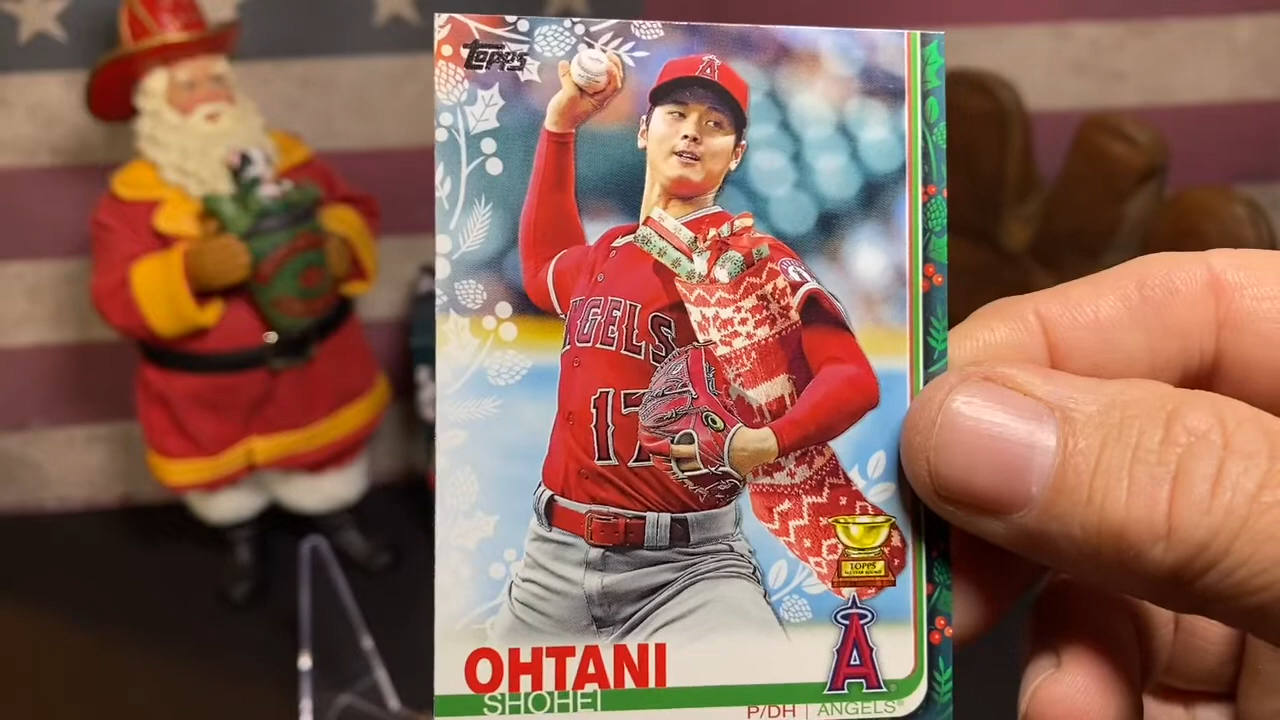 topps
ANGELS
17
TOPPS
ALL-STAR ROOKIE
A
OHTANI
SHOHEI
P/DH | ANGELS®